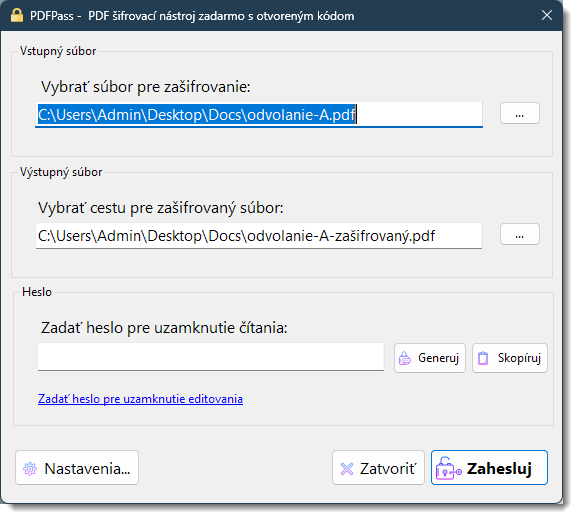 PDFPass -  PDF šifrovací nástroj zadarmo s otvoreným kódom
Vstupný súbor
Vybrať súbor pre zašifrovanie:
C:\Users\Admin\Desktop\Docs\odvolanie-A.pdf
...
Výstupný súbor
Vybrať cestu pre zašifrovaný súbor:
C:\Users\Admin\Desktop\Docs\odvolanie-A-zašifrovaný.pdf
...
Heslo
Zadať heslo pre uzamknutie čítania:
Generuj
Skopíruj
Zadať heslo pre uzamknutie editovania
Nastavenia...
Zatvoriť
Zahesluj